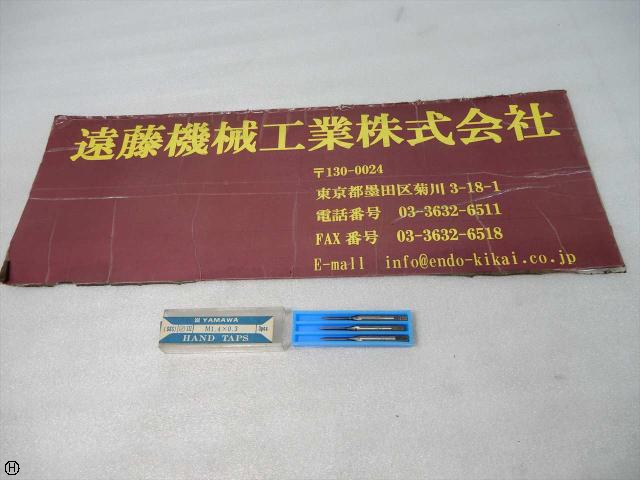 遠藤機械工業株式会社
〒130-0024
東京都墨田区菊川 3-18-1
電話番号 03-3632-6511
FAX 番号 03-3632-6518
E-mall info@endo-kikai.co.jp
YAMAWA
M1.4×0.3
3pcs
HAND TAPS
H